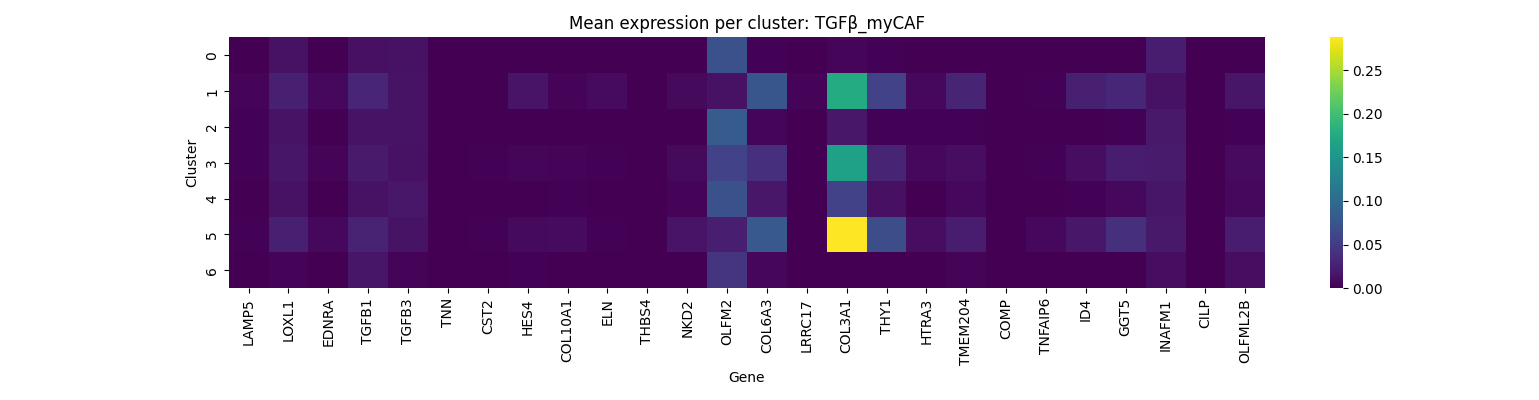 Mean expression per cluster: TGFβ_myCAF
Cluster
0
1
2
3
4
5
6
0.25
0.20
0.15
0.10
0.05
0.00
LAMP5
LOXL1
EDNRA
TGFB1
TGFB3
TNN
CST2
HES4
COL10A1
ELN
THBS4
NKD2
OLFM2
COL6A3
LRRC17
COL3A1
THY1
HTRA3
TMEM204
COMP
TNFAIP6
ID4
GGT5
INAFM1
CILP
OLFML2B
Gene